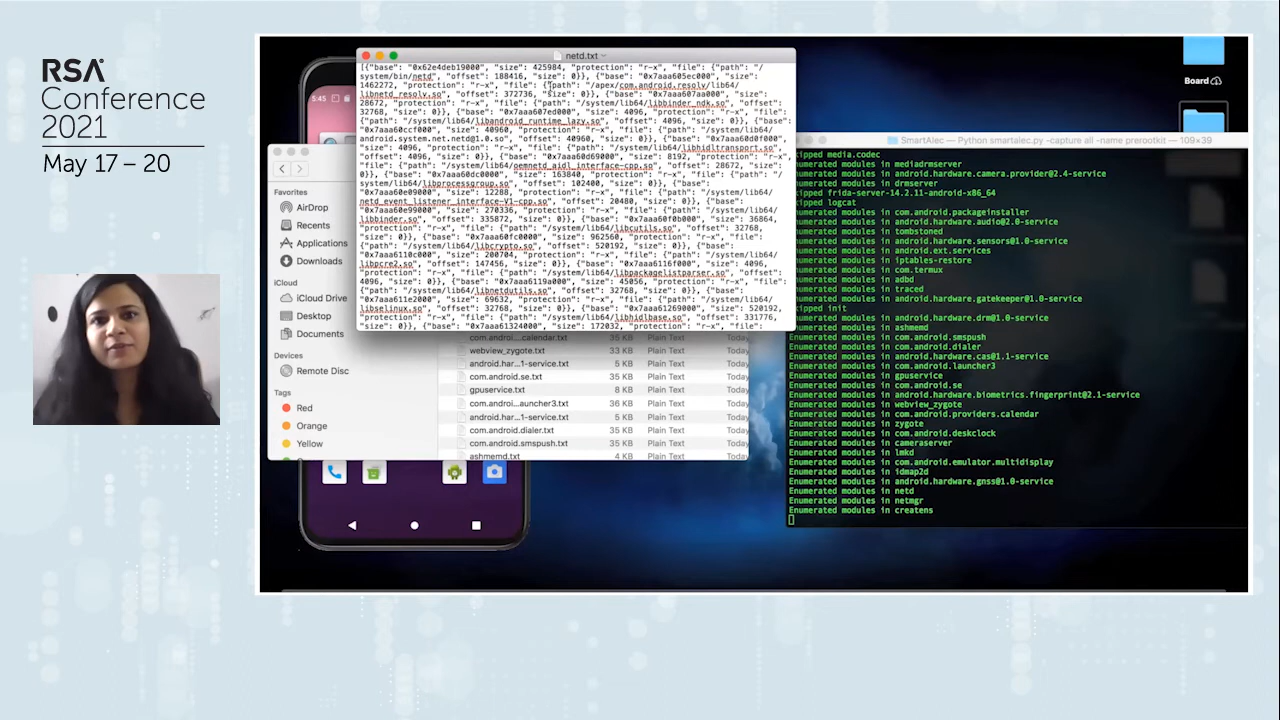 RSA
Conference
2021
May 17 – 20
netd.txt
[{"base": "0x62e4deb19000", "size": 425984, "protection": "r-x", "file": {"path": "/
system/bin/netd", "offset": 188416, "size": 0}}, {"base": "0x7aaa605ec000", "size":
1462272, "protection": "r-x", "file": {"path": "/apex/com.android.resolv/lib64/
libnetd_resolv.so", "offset": 372736, "size": 0}}, {"base": "0x7aaa607aa000", "size":
28672, "protection": "r-x", "file": {"path": "/system/lib64/libbinder_ndk.so", "offset":
32768, "size": 0}}, {"base": "0x7aaa607ed000", "size": 4096, "protection": "r-x", "file":
{"path": "/system/lib64/libandroid_runtime_lazy.so", "offset": 4096, "size": 0}}, {"base":
"0x7aaa60ccf000", "size": 40960, "protection": "r-x", "file": {"path": "/system/lib64/
android.system.net.netd@1.0.so", "offset": 40960, "size": 0}}, {"base": "0x7aaa60d4f000",
"size": 4096, "protection": "r-x", "file": {"path": "/system/lib64/libhidltransport.so",
"offset": 4096, "size": 0}}, {"base": "0x7aaa60d69000", "size": 8192, "protection": "r-x",
"file": {"path": "/system/lib64/oemnetd_aidl_interface-cpp.so", "offset": 28672, "size":
0}}, {"base": "0x7aaa60dc0000", "size": 163840, "protection": "r-x", "file": {"path": "/
system/lib64/libprocessgroup.so", "offset": 102400, "size": 0}}, {"base":
"0x7aaa60e09000", "size": 12288, "protection": "r-x", "file": {"path": "/system/lib64/
netd_event_listener_interface-V1-cpp.so", "offset": 20480, "size": 0}}, {"base":
"0x7aaa60e99000", "size": 270336, "protection": "r-x", "file": {"path": "/system/lib64/
libbinder.so", "offset": 335872, "size": 0}}, {"base": "0x7aaa60f0b000", "size": 36864,
"protection": "r-x", "file": {"path": "/system/lib64/libcutils.so", "offset": 32768,
"size": 0}}, {"base": "0x7aaa60fc0000", "size": 962560, "protection": "r-x", "file":
{"path": "/system/lib64/libcrypto.so", "offset": 520192, "size": 0}}, {"base":
"0x7aaa6110c000", "size": 200704, "protection": "r-x", "file": {"path": "/system/lib64/
libpcre2.so", "offset": 147456, "size": 0}}, {"base": "0x7aaa6116f000", "size": 4096,
"protection": "r-x", "file": {"path": "/system/lib64/libpackagelistparser.so", "offset":
4096, "size": 0}}, {"base": "0x7aaa6119a000", "size": 45056, "protection": "r-x", "file":
{"path": "/system/lib64/libnetdutils.so", "offset": 32768, "size": 0}}, {"base":
"0x7aaa611e2000", "size": 69632, "protection": "r-x", "file": {"path": "/system/lib64/
libselinux.so", "offset": 32768, "size": 0}}, {"base": "0x7aaa61269000", "size": 520192,
"protection": "r-x", "file": {"path": "/system/lib64/libhidlbase.so", "offset": 331776,
"size": 0}}, {"base": "0x7aaa61324000", "size": 172032, "protection": "r-x", "file":
5:45
Favorites
AirDrop
Recents
Applications
Downloads
iCloud
iCloud Drive
Desktop
Documents
Devices
Remote Disc
Tags
Red
Orange
Yellow
com.androi...calendar.txt 35 KB Plain Text Today
webview_zygote.txt 33 KB Plain Text Today
android.har...1-service.txt 5 KB Plain Text Today
com.android.se.txt 35 KB Plain Text Today
gpuservice.txt 8 KB Plain Text Today
com.androi...auncher3.txt 36 KB Plain Text Today
android.har...1-service.txt 5 KB Plain Text Today
com.android.dialer.txt 35 KB Plain Text Today
com.android.smspush.txt 35 KB Plain Text Today
ashmemd.txt 4 KB Plain Text Today
Board
SmartAlec — Python smartalec.py -capture all -name prerootkit — 109×39
kipped media.codec
Enumerated modules in mediadrmserver
Enumerated modules in android.hardware.camera.provider@2.4-service
Enumerated modules in drmserver
kipped frida-server-14.2.11-android-x86_64
kipped logcat
Enumerated modules in com.android.packageinstaller
Enumerated modules in android.hardware.audio@2.0-service
Enumerated modules in tombstoned
Enumerated modules in android.hardware.sensors@1.0-service
Enumerated modules in android.ext.services
Enumerated modules in iptables-restore
Enumerated modules in com.termux
Enumerated modules in adbd
Enumerated modules in traced
Enumerated modules in android.hardware.gatekeeper@1.0-service
kipped init
Enumerated modules in android.hardware.drm@1.0-service
Enumerated modules in ashmemd
Enumerated modules in com.android.smspush
Enumerated modules in com.android.dialer
Enumerated modules in android.hardware.cas@1.1-service
Enumerated modules in com.android.launcher3
Enumerated modules in gpuservice
Enumerated modules in com.android.se
Enumerated modules in android.hardware.biometrics.fingerprint@2.1-service
Enumerated modules in webview_zygote
Enumerated modules in com.android.providers.calendar
Enumerated modules in zygote
Enumerated modules in com.android.deskclock
Enumerated modules in cameraserver
Enumerated modules in lmkd
Enumerated modules in com.android.emulator.multidisplay
Enumerated modules in idmap2d
Enumerated modules in android.hardware.gnss@1.0-service
Enumerated modules in netd
Enumerated modules in netmgr
Enumerated modules in createns